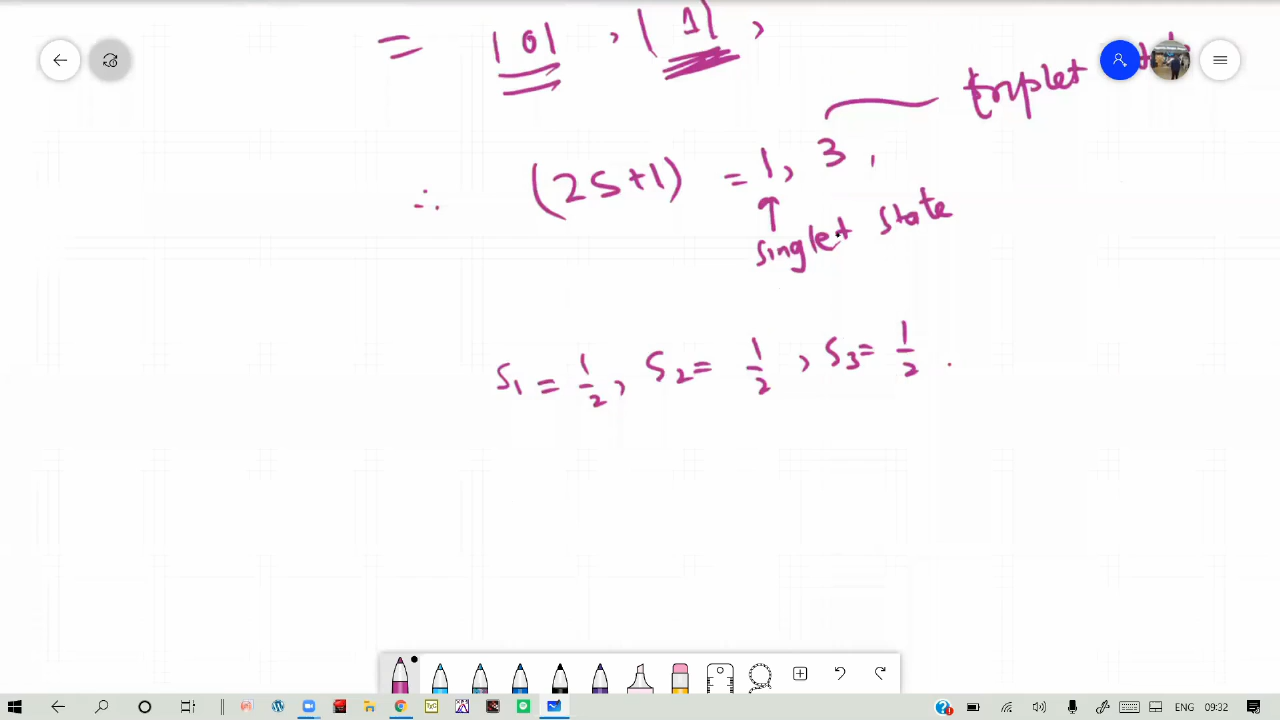 = |0| , |1| ,
triplet
∴ (2S+1) = 1, 3,
singlet state
S1 = 1/2, S2 = 1/2, S3 = 1/2 .
ENG 09:32